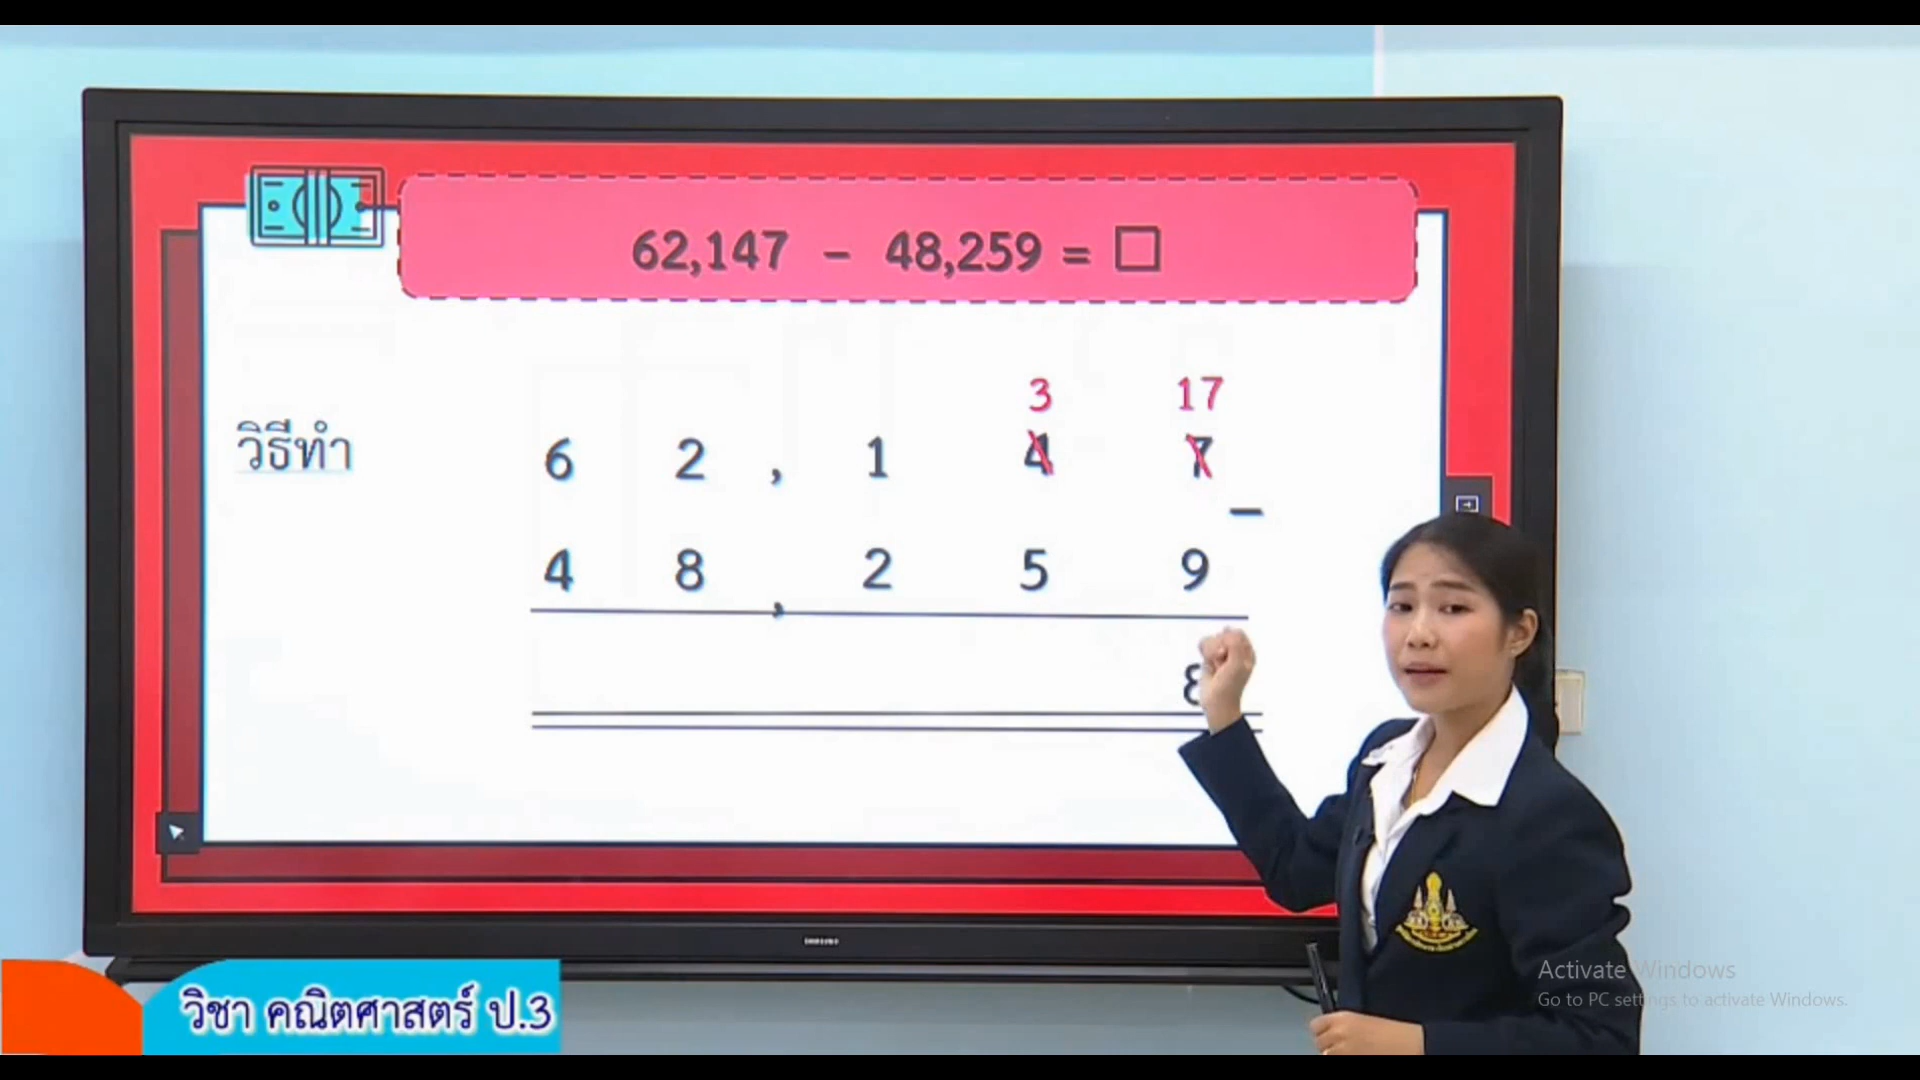 62,147 - 48,259 = □
3 17
วิธีทำ 6 2 , 1 4 7
-
4 8 , 2 5 9
,
8
SAMSUNG
วิชา คณิตศาสตร์ ป.3
Activate Windows
Go to PC settings to activate Windows.